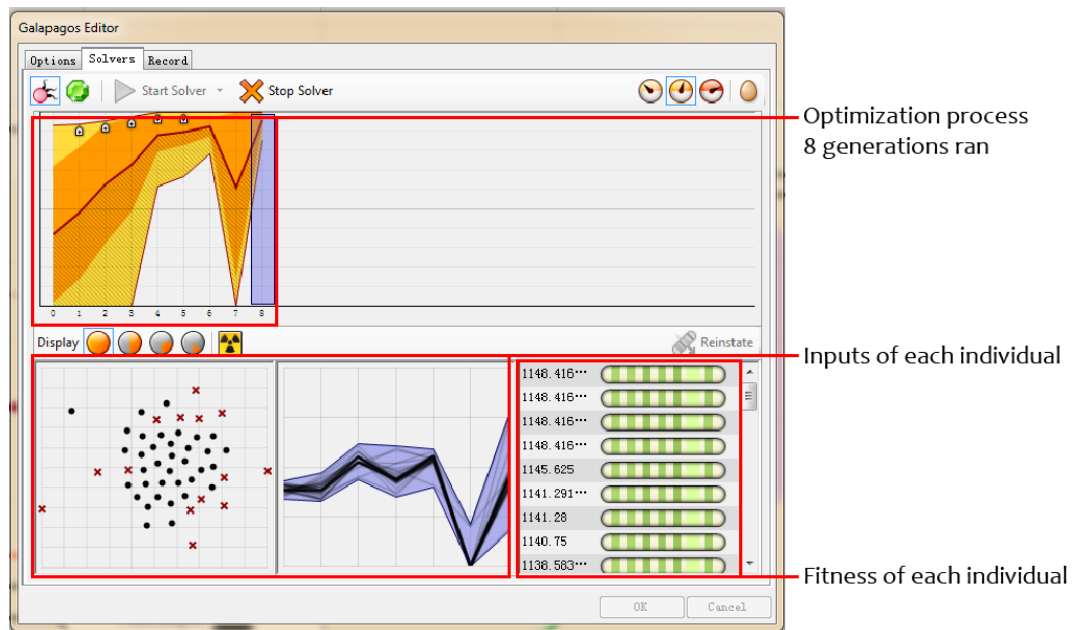 Galapagos Editor
Options Solvers Record
Start Solver Stop Solver
Optimization process
8 generations ran
0 1 2 3 4 5 6 7 8
Display Reinstate
Inputs of each individual
1148.416···
1148.416···
1148.416···
1148.416···
1145.625
1141.291···
1141.28
1140.75
1138.583···
Fitness of each individual
OK Cancel